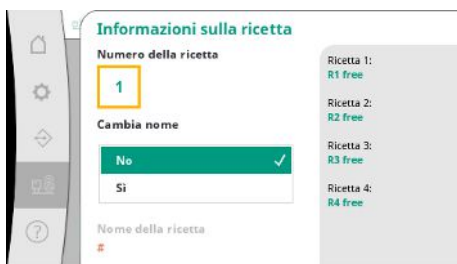 Informazioni sulla ricetta
Numero della ricetta
1
Cambia nome
No
Sì
Nome della ricetta
#
Ricetta 1:
R1 free
Ricetta 2:
R2 free
Ricetta 3:
R3 free
Ricetta 4:
R4 free